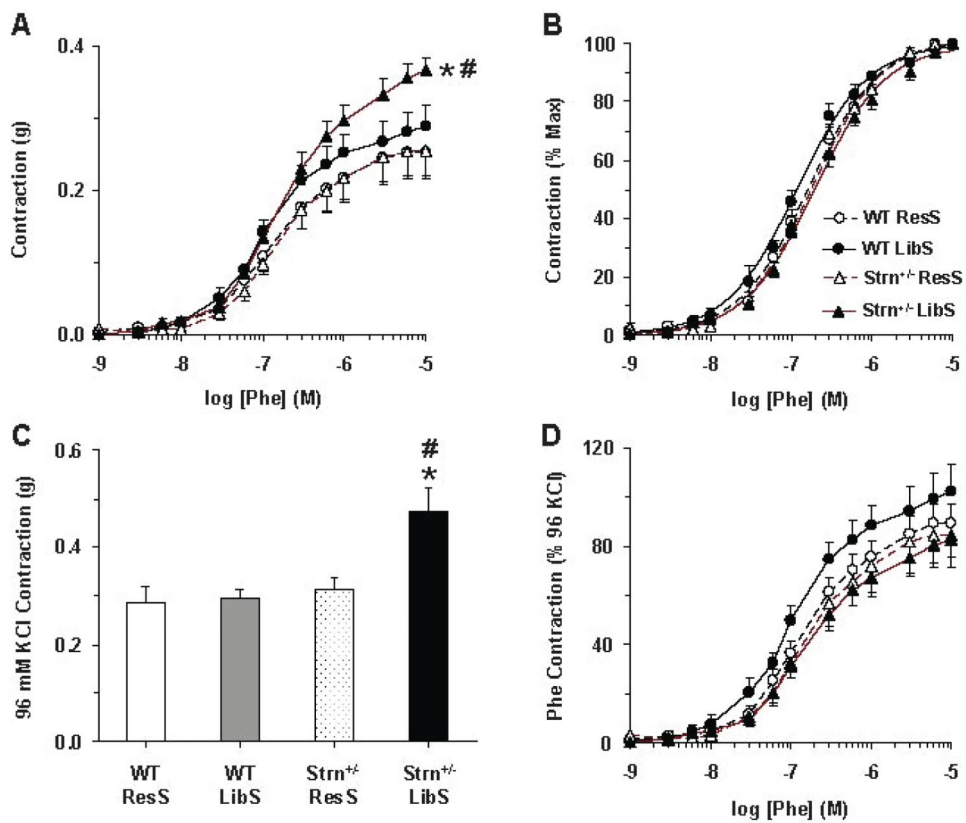 A
0.4
0.2
0.0
Contraction (g)
* #
-9 -8 -7 -6 -5
log [Phe] (M)
B
100
80
60
40
20
0
Contraction (% Max)
WT ResS
WT LibS
Strn+/- ResS
Strn+/- LibS
-9 -8 -7 -6 -5
log [Phe] (M)
C
0.6
0.4
0.2
0.0
96 mM KCl Contraction (g)
#
*
WT WT Strn+/- Strn+/-
ResS LibS ResS LibS
D
120
80
40
0
Phe Contraction (% 96 KCl)
-9 -8 -7 -6 -5
log [Phe] (M)